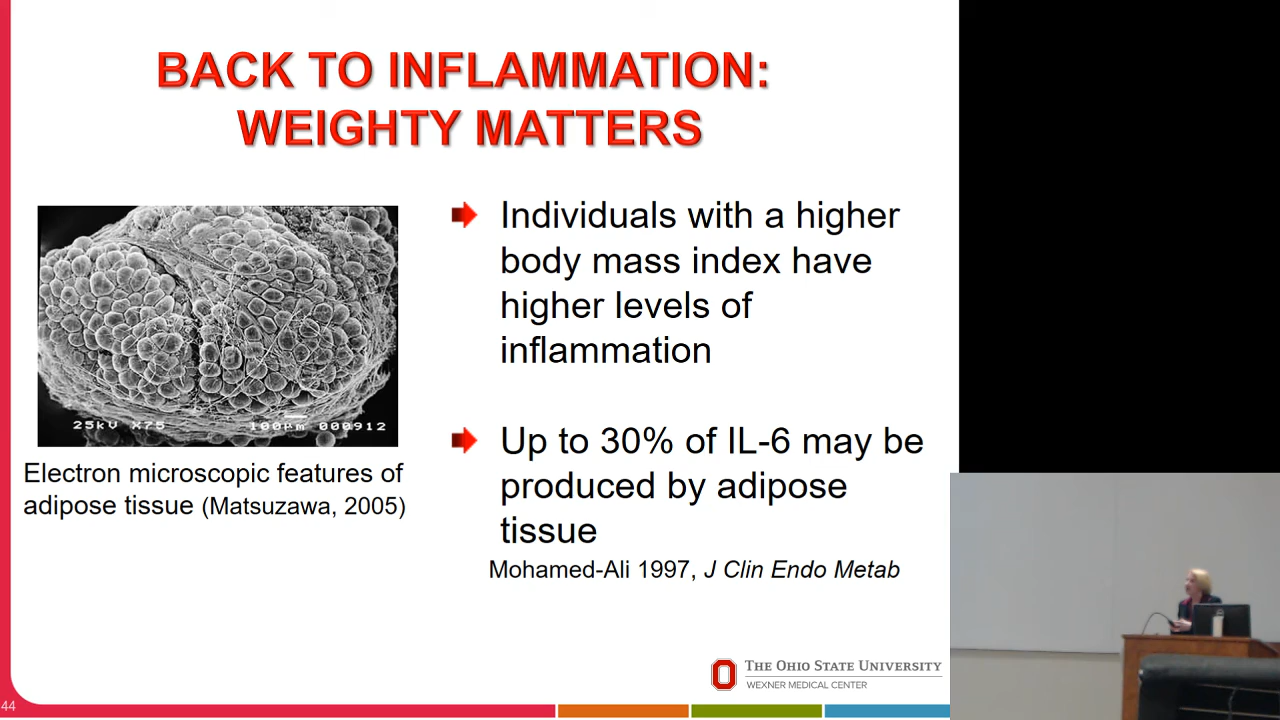 BACK TO INFLAMMATION:
WEIGHTY MATTERS
25kV X75 100µm 000912
Electron microscopic features of
adipose tissue (Matsuzawa, 2005)
Individuals with a higher
body mass index have
higher levels of
inflammation
Up to 30% of IL-6 may be
produced by adipose
tissue
Mohamed-Ali 1997, J Clin Endo Metab
THE OHIO STATE UNIVERSITY
WEXNER MEDICAL CENTER
44